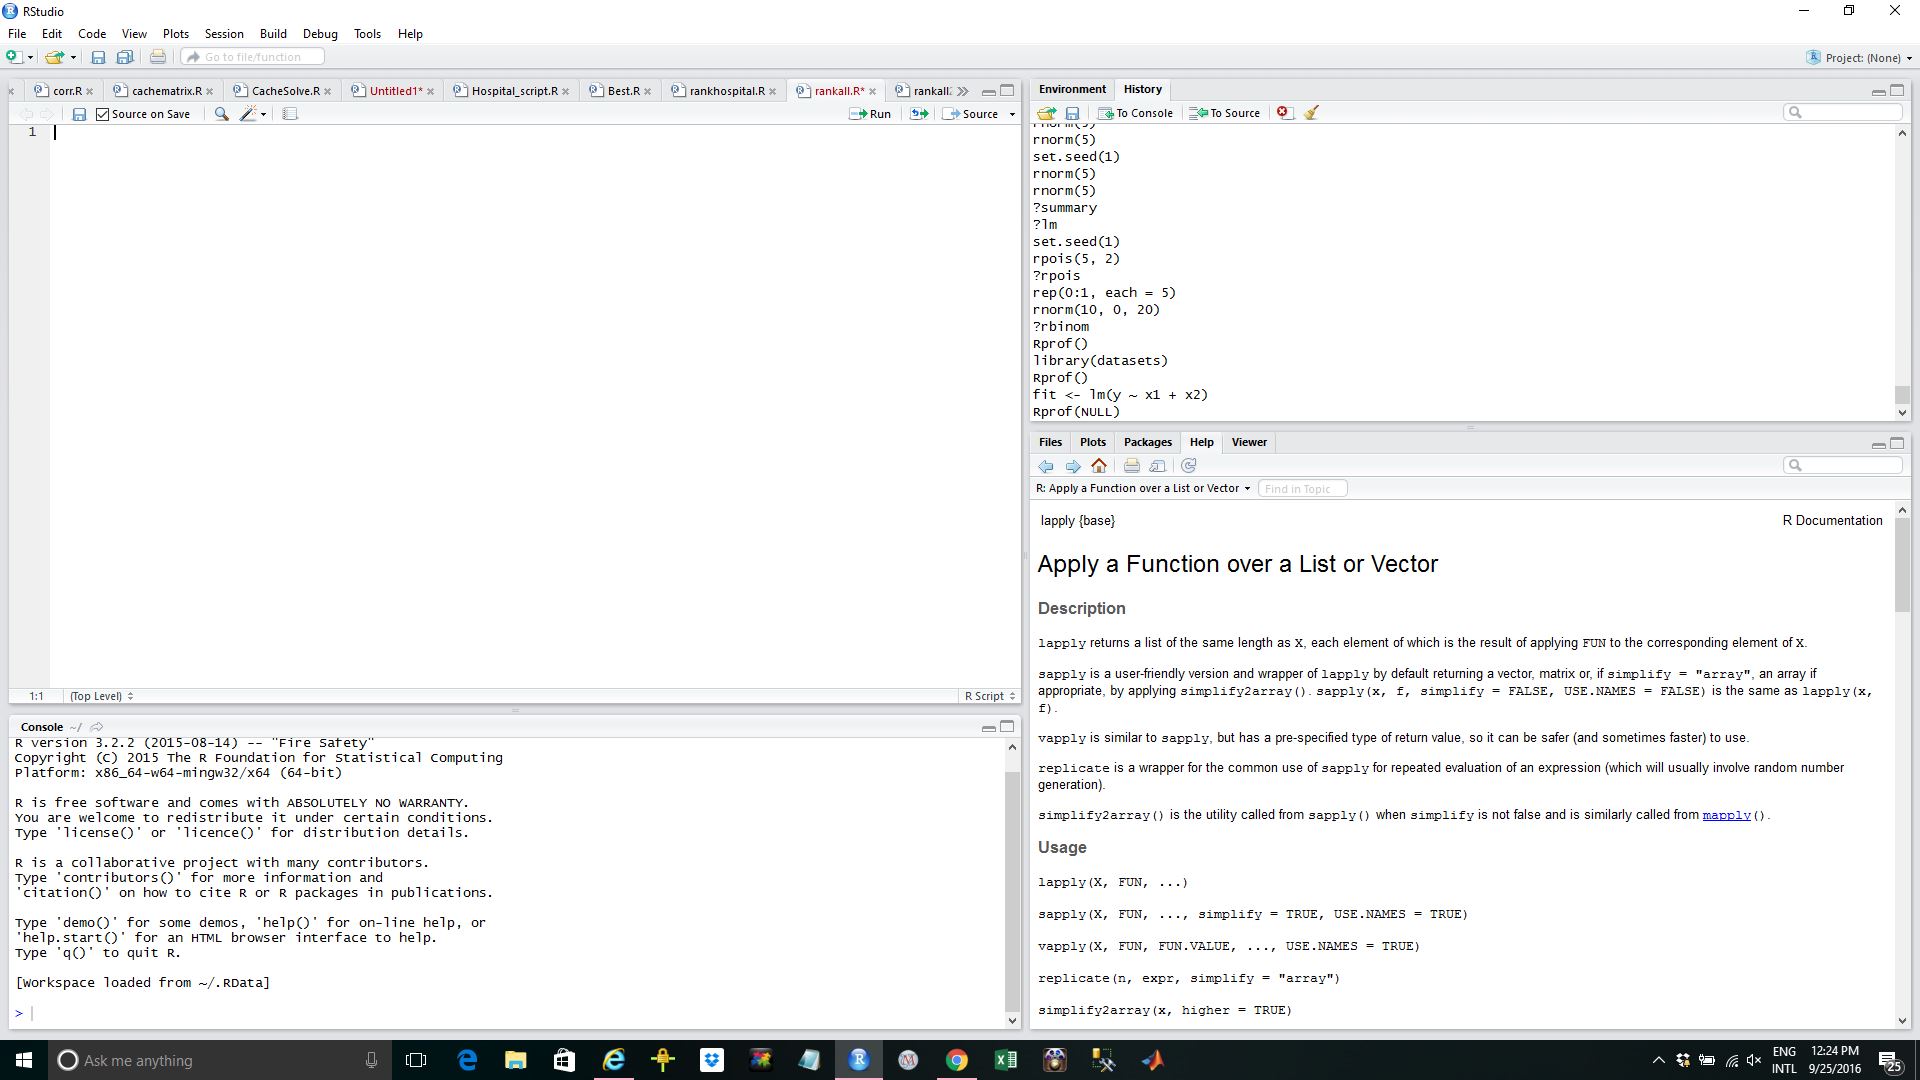 RStudio
File Edit Code View Plots Session Build Debug Tools Help
Go to file/function
Project: (None)
corr.R
cachematrix.R
CacheSolve.R
Untitled1*
Hospital_script.R
Best.R
rankhospital.R
rankall.R*
rankall
Source on Save
Run
Source
1
1:1 (Top Level)
R Script
Console ~/
R version 3.2.2 (2015-08-14) -- "Fire Safety"
Copyright (C) 2015 The R Foundation for Statistical Computing
Platform: x86_64-w64-mingw32/x64 (64-bit)
R is free software and comes with ABSOLUTELY NO WARRANTY.
You are welcome to redistribute it under certain conditions.
Type 'license()' or 'licence()' for distribution details.
R is a collaborative project with many contributors.
Type 'contributors()' for more information and
'citation()' on how to cite R or R packages in publications.
Type 'demo()' for some demos, 'help()' for on-line help, or
'help.start()' for an HTML browser interface to help.
Type 'q()' to quit R.
[Workspace loaded from ~/.RData]
>
Environment History
To Console To Source
rnorm(5)
rnorm(5)
set.seed(1)
rnorm(5)
rnorm(5)
?summary
?lm
set.seed(1)
rpois(5, 2)
?rpois
rep(0:1, each = 5)
rnorm(10, 0, 20)
?rbinom
Rprof()
library(datasets)
Rprof()
fit <- lm(y ~ x1 + x2)
Rprof(NULL)
Files Plots Packages Help Viewer
R: Apply a Function over a List or Vector
Find in Topic
lapply {base}
R Documentation
Apply a Function over a List or Vector
Description
lapply returns a list of the same length as X, each element of which is the result of applying FUN to the corresponding element of X.
sapply is a user-friendly version and wrapper of lapply by default returning a vector, matrix or, if simplify = "array", an array if
appropriate, by applying simplify2array(). sapply(x, f, simplify = FALSE, USE.NAMES = FALSE) is the same as lapply(x,
f).
vapply is similar to sapply, but has a pre-specified type of return value, so it can be safer (and sometimes faster) to use.
replicate is a wrapper for the common use of sapply for repeated evaluation of an expression (which will usually involve random number
generation).
simplify2array() is the utility called from sapply() when simplify is not false and is similarly called from mapply().
Usage
lapply(X, FUN, ...)
sapply(X, FUN, ..., simplify = TRUE, USE.NAMES = TRUE)
vapply(X, FUN, FUN.VALUE, ..., USE.NAMES = TRUE)
replicate(n, expr, simplify = "array")
simplify2array(x, higher = TRUE)
Ask me anything
ENG
INTL
12:24 PM
9/25/2016
25